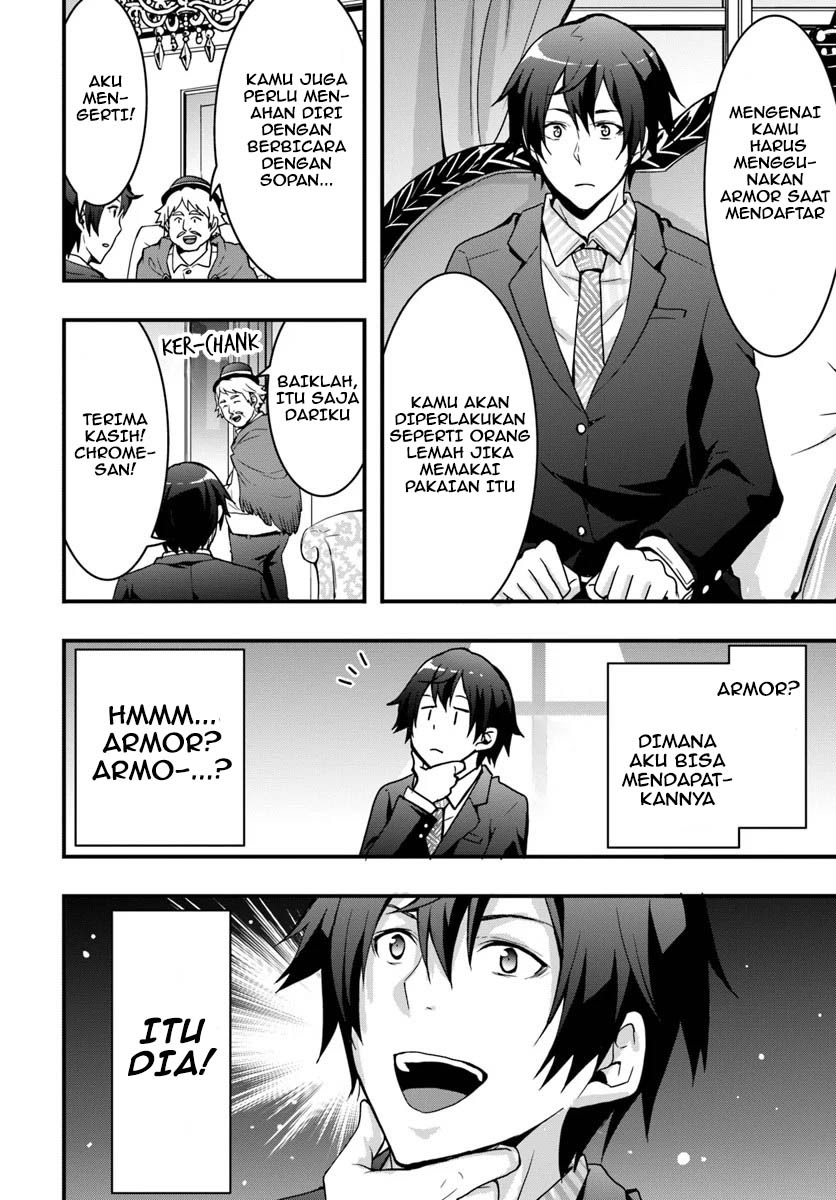 MENGENAI
KAMU
HARUS
MENGGU-
NAKAN
ARMOR SAAT
MENDAFTAR
KAMU AKAN
DIPERLAKUKAN
SEPERTI ORANG
LEMAH JIKA
MEMAKAI
PAKAIAN ITU
KAMU JUGA
PERLU MEN-
AHAN DIRI
DENGAN
BERBICARA
DENGAN
SOPAN...
AKU
MEN-
GERTI!
BAIKLAH,
ITU SAJA
DARIKU
KER-CHANK
TERIMA
KASIH!
CHROME-
SAN!
ARMOR?
DIMANA
AKU BISA
MENDAPAT-
KANNYA
HMMM...
ARMOR?
ARMO-...?
ITU
DIA!